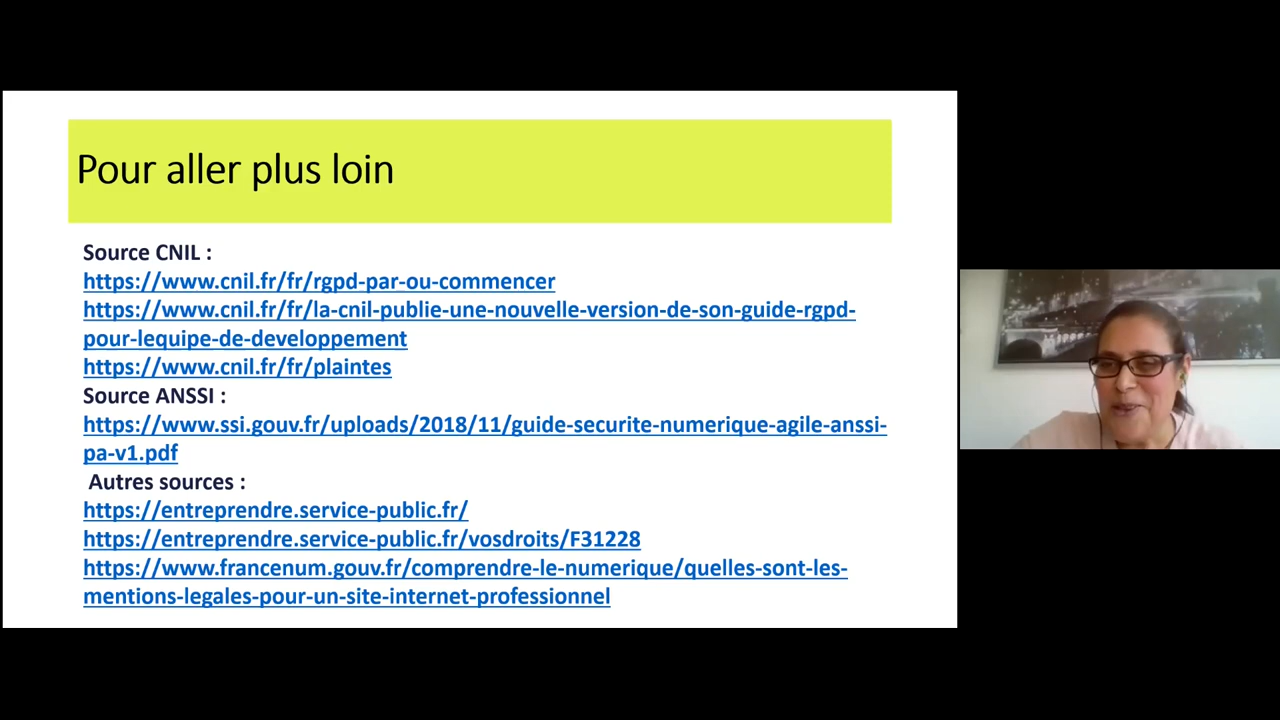 Pour aller plus loin
Source CNIL :
https://www.cnil.fr/fr/rgpd-par-ou-commencer
https://www.cnil.fr/fr/la-cnil-publie-une-nouvelle-version-de-son-guide-rgpd-
pour-lequipe-de-developpement
https://www.cnil.fr/fr/plaintes
Source ANSSI :
https://www.ssi.gouv.fr/uploads/2018/11/guide-securite-numerique-agile-anssi-
pa-v1.pdf
Autres sources :
https://entreprendre.service-public.fr/
https://entreprendre.service-public.fr/vosdroits/F31228
https://www.francenum.gouv.fr/comprendre-le-numerique/quelles-sont-les-
mentions-legales-pour-un-site-internet-professionnel